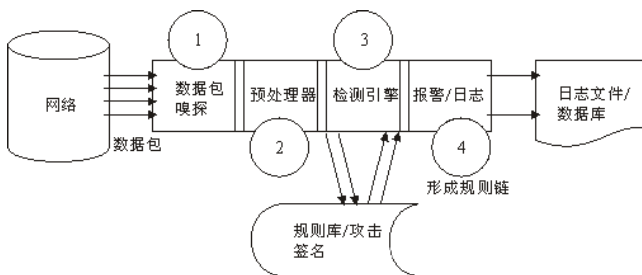 1
3
网络
数据包
嗅探
预处理器
检测引擎
报警/日志
日志文件/
数据库
数据包
2
4
形成规则链
规则库/攻击
签名